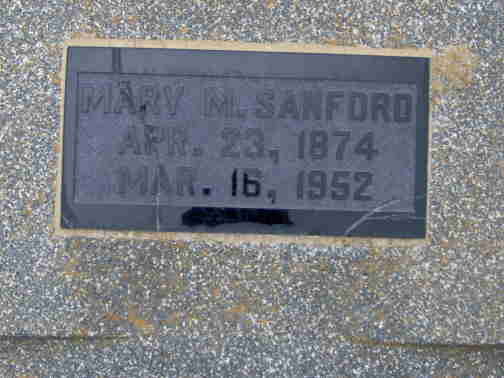 MARY M. SANFORD
APR. 23, 1874
MAR. 16, 1952